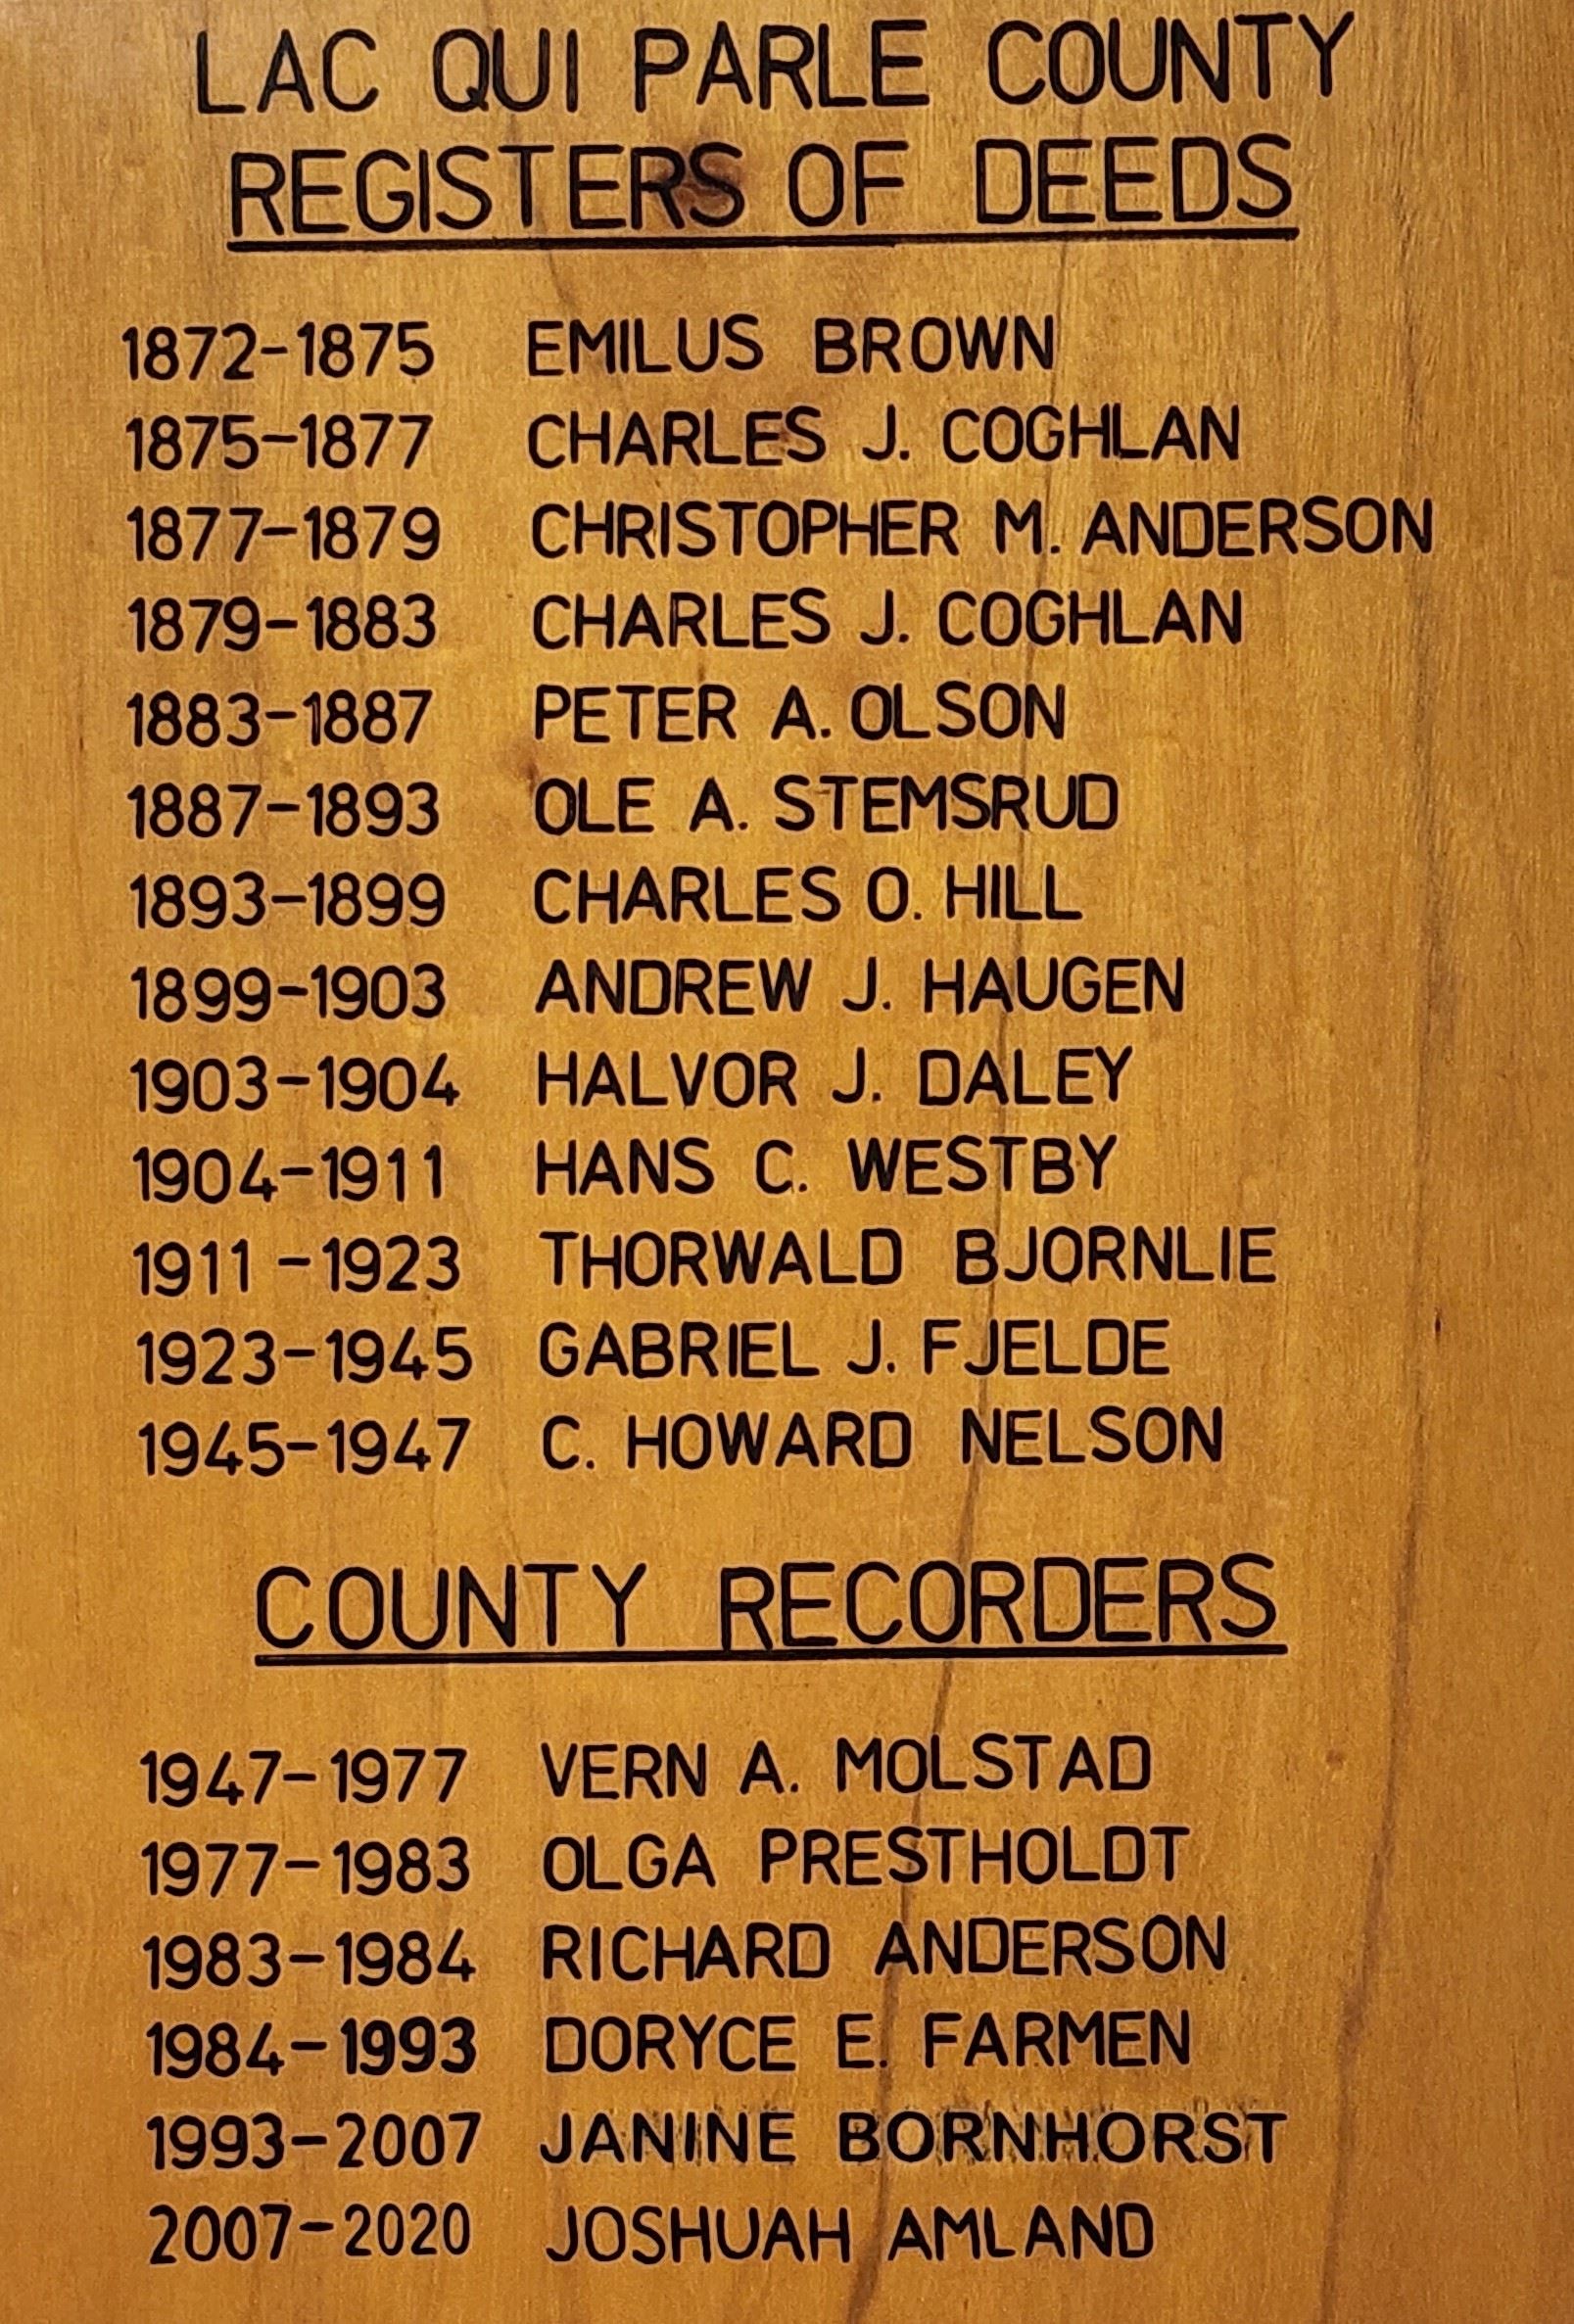 LAC QUI PARLE COUNTY
REGISTERS OF DEEDS
1872-1875 EMILUS BROWN
1875-1877 CHARLES J. COGHLAN
1877-1879 CHRISTOPHER M. ANDERSON
1879-1883 CHARLES J. COGHLAN
1883-1887 PETER A. OLSON
1887-1893 OLE A. STEMSRUD
1893-1899 CHARLES O. HILL
1899-1903 ANDREW J. HAUGEN
1903-1904 HALVOR J. DALEY
1904-1911 HANS C. WESTBY
1911-1923 THORWALD BJORNLIE
1923-1945 GABRIEL J. FJELDE
1945-1947 C. HOWARD NELSON
COUNTY RECORDERS
1947-1977 VERN A. MOLSTAD
1977-1983 OLGA PRESTHOLDT
1983-1984 RICHARD ANDERSON
1984-1993 DORYCE E. FARMEN
1993-2007 JANINE BORNHORST
2007-2020 JOSHUAH AMLAND